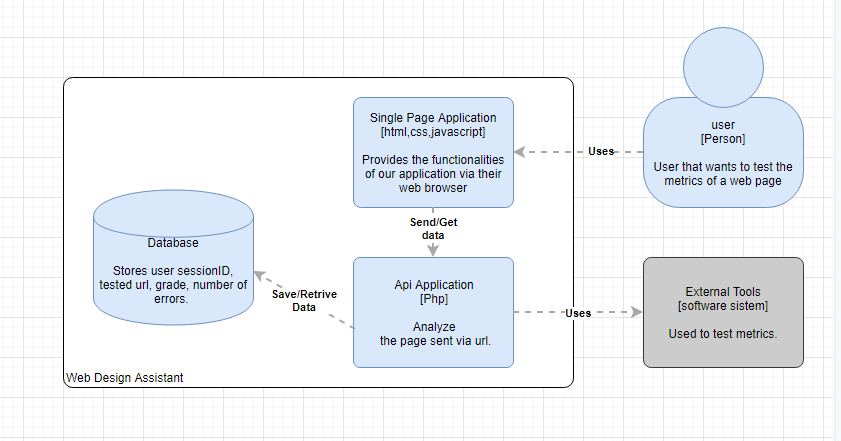 user
[Person]
User that wants to test the
metrics of a web page
Uses
Single Page Application
[html,css,javascript]
Provides the functionalities
of our application via their
web browser
Send/Get
data
Database
Stores user sessionID,
tested url, grade, number of
errors.
Save/Retrive
Data
Api Application
[Php]
Analyze
the page sent via url.
Uses
External Tools
[software sistem]
Used to test metrics.
Web Design Assistant